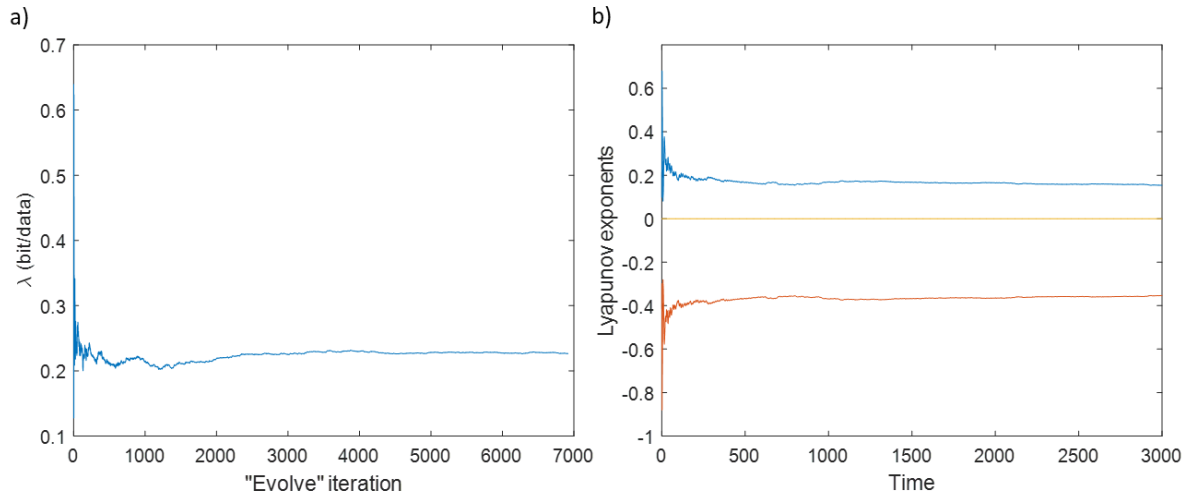 a)
0.7
0.6
0.5
0.4
0.3
0.2
0.1
λ (bit/data)
0 1000 2000 3000 4000 5000 6000 7000
"Evolve" iteration
b)
0.6
0.4
0.2
0
-0.2
-0.4
-0.6
-0.8
-1
Lyapunov exponents
0 500 1000 1500 2000 2500 3000
Time